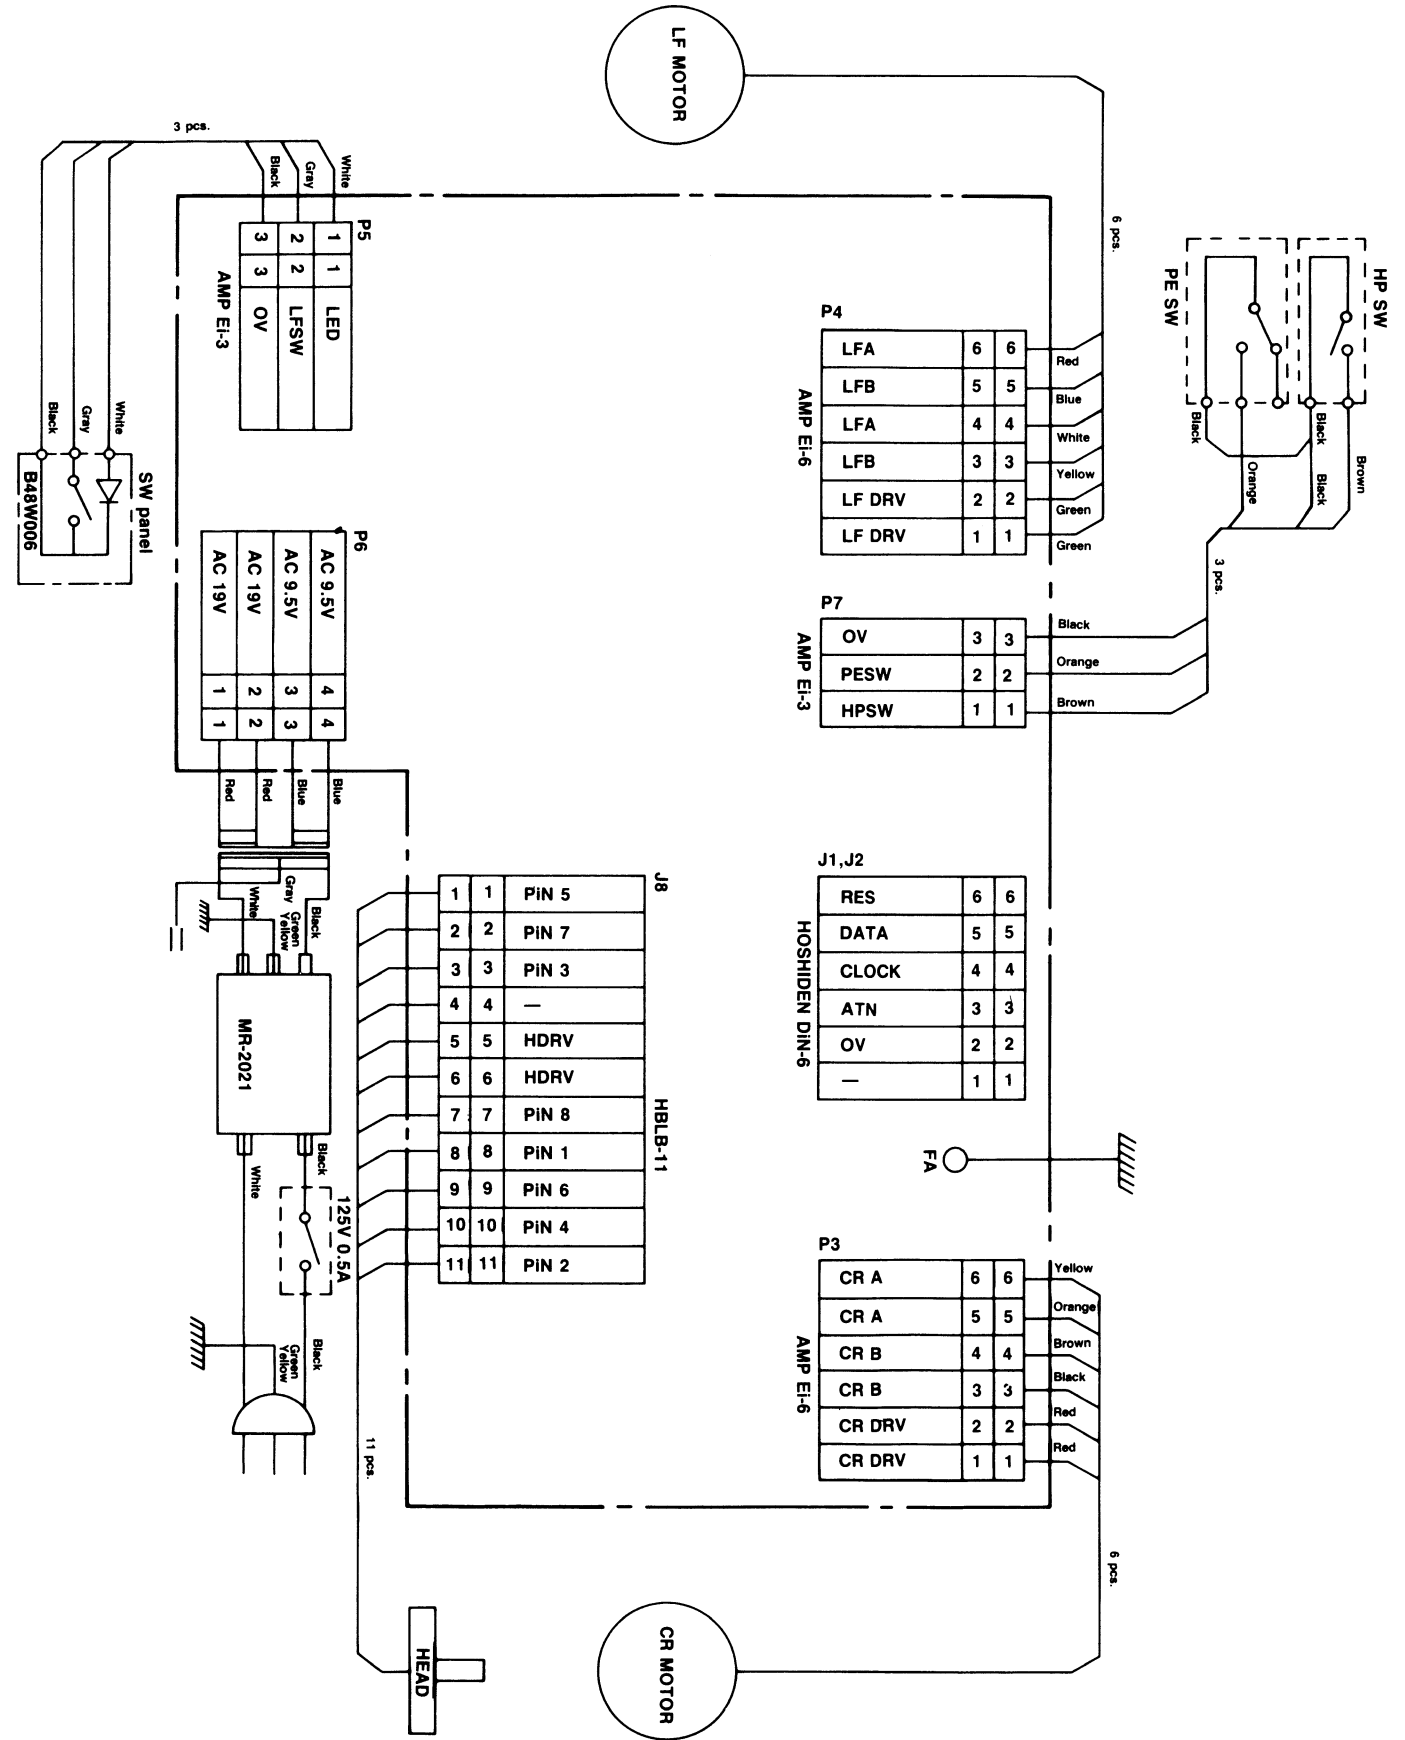 LF MOTOR
6 pcs.
3 pcs.
Black
Gray
White
P5
1 1 LED
2 2 LFSW
3 3 OV
AMP Ei-3
White
Gray
Black
SW panel
B48W006
HP SW
PE SW
Black
Orange
Black
Black
Brown
3 pcs.
P4
LFA 6 6 Red
LFB 5 5 Blue
LFA 4 4 White
LFB 3 3 Yellow
LF DRV 2 2 Green
LF DRV 1 1 Green
AMP Ei-6
P7
OV 3 3 Black
PESW 2 2 Orange
HPSW 1 1 Brown
AMP Ei-3
P6
AC 9.5V 4 4 Blue
AC 9.5V 3 3 Blue
AC 19V 2 2 Red
AC 19V 1 1 Red
Gray
White
Green
Yellow
Black
MR-2021
Black
White
125V 0.5A
Black
Green
Yellow
J8
1 1 PiN 5
2 2 PiN 7
3 3 PiN 3
4 4 —
5 5 HDRV
6 6 HDRV
7 7 PiN 8
8 8 PiN 1
9 9 PiN 6
10 10 PiN 4
11 11 PiN 2
HBLB-11
11 pcs.
HEAD
J1,J2
RES 6 6
DATA 5 5
CLOCK 4 4
ATN 3 3
OV 2 2
— 1 1
HOSHIDEN DiN-6
FA
P3
CR A 6 6 Yellow
CR A 5 5 Orange
CR B 4 4 Brown
CR B 3 3 Black
CR DRV 2 2 Red
CR DRV 1 1 Red
AMP Ei-6
6 pcs.
CR MOTOR